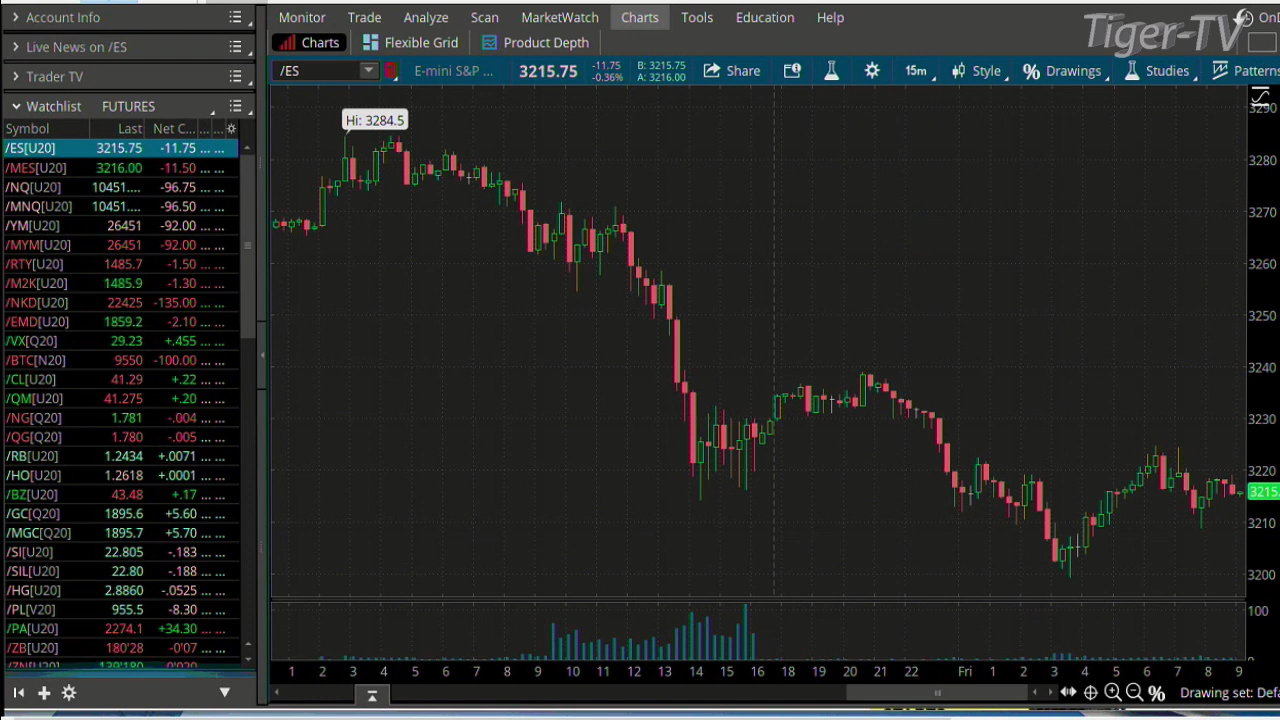 Account Info
Live News on /ES
Trader TV
Watchlist FUTURES
Symbol Last Net C... ... ...
/ES[U20] 3215.75 -11.75 ... ...
/MES[U20] 3216.00 -11.50 ... ...
/NQ[U20] 10451.... -96.75 ... ...
/MNQ[U20] 10451.... -96.50 ... ...
/YM[U20] 26451 -92.00 ... ...
/MYM[U20] 26451 -92.00 ... ...
/RTY[U20] 1485.7 -1.50 ... ...
/M2K[U20] 1485.9 -1.30 ... ...
/NKD[U20] 22425 -135.00 ... ...
/EMD[U20] 1859.2 -2.10 ... ...
/VX[Q20] 29.23 +.455 ... ...
/BTC[N20] 9550 -100.00 ... ...
/CL[U20] 41.29 +.22 ... ...
/QM[U20] 41.275 +.20 ... ...
/NG[Q20] 1.781 -.004 ... ...
/QG[Q20] 1.780 -.005 ... ...
/RB[U20] 1.2434 +.0071 ... ...
/HO[U20] 1.2618 +.0001 ... ...
/BZ[U20] 43.48 +.17 ... ...
/GC[Q20] 1895.6 +5.60 ... ...
/MGC[Q20] 1895.7 +5.70 ... ...
/SI[U20] 22.805 -.183 ... ...
/SIL[U20] 22.80 -.188 ... ...
/HG[U20] 2.8860 -.0525 ... ...
/PL[V20] 955.5 -8.30 ... ...
/PA[U20] 2274.1 +34.30 ... ...
/ZB[U20] 180'28 -0'07 ... ...
/ZN[U20] 139'180 -0'020 ... ...
Monitor Trade Analyze Scan MarketWatch Charts Tools Education Help
Tiger-TV
Charts Flexible Grid Product Depth
/ES E-mini S&P ... 3215.75 -11.75 -0.36% B: 3215.75 A: 3216.00 Share 15m Style Drawings Studies Patterns
Hi: 3284.5
3290
3280
3270
3260
3250
3240
3230
3220
3215.
3210
3200
100
0
1 2 3 4 5 6 7 8 9 10 11 12 13 14 15 16 18 19 20 21 22 Fri 1 2 3 4 5 6 7 8 9
Drawing set: Defa